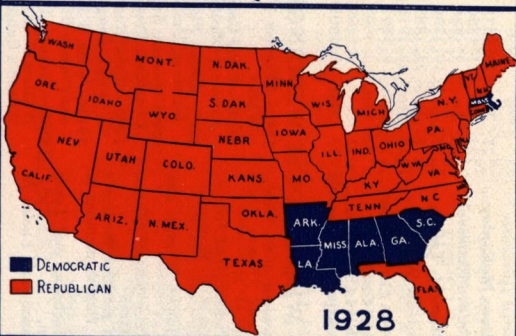 WASH
MONT.
N. DAK.
MINN
MAINE
VT
N.H.
ORE.
IDAHO
WYO.
S. DAK
WIS.
MICH
N.Y.
MASS
NEV
UTAH
COLO.
NEBR
IOWA
ILL.
IND.
OHIO
PA.
CALIF.
KANS.
MO.
KY
W.VA.
VA
ARIZ.
N. MEX.
OKLA.
ARK.
TENN
N C
TEXAS
LA
MISS.
ALA.
GA.
S.C.
FLA.
DEMOCRATIC
REPUBLICAN
1928